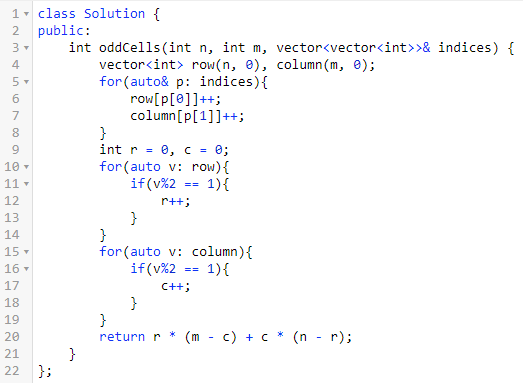 1 class Solution {
2 public:
3     int oddCells(int n, int m, vector<vector<int>>& indices) {
4         vector<int> row(n, 0), column(m, 0);
5         for(auto& p: indices){
6             row[p[0]]++;
7             column[p[1]]++;
8         }
9         int r = 0, c = 0;
10         for(auto v: row){
11             if(v%2 == 1){
12                 r++;
13             }
14         }
15         for(auto v: column){
16             if(v%2 == 1){
17                 c++;
18             }
19         }
20         return r * (m - c) + c * (n - r);
21     }
22 };